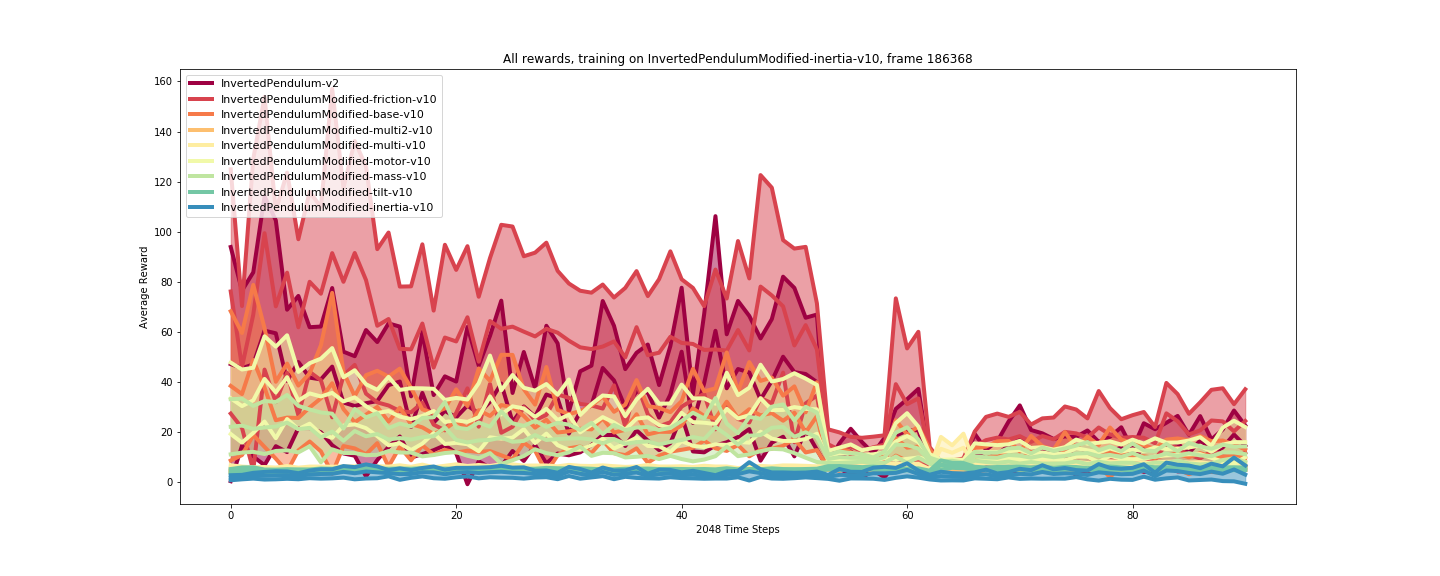 All rewards, training on InvertedPendulumModified-inertia-v10, frame 186368
160
140
120
100
80
60
40
20
0
Average Reward
InvertedPendulum-v2
InvertedPendulumModified-friction-v10
InvertedPendulumModified-base-v10
InvertedPendulumModified-multi2-v10
InvertedPendulumModified-multi-v10
InvertedPendulumModified-motor-v10
InvertedPendulumModified-mass-v10
InvertedPendulumModified-tilt-v10
InvertedPendulumModified-inertia-v10
0 20 40 60 80
2048 Time Steps